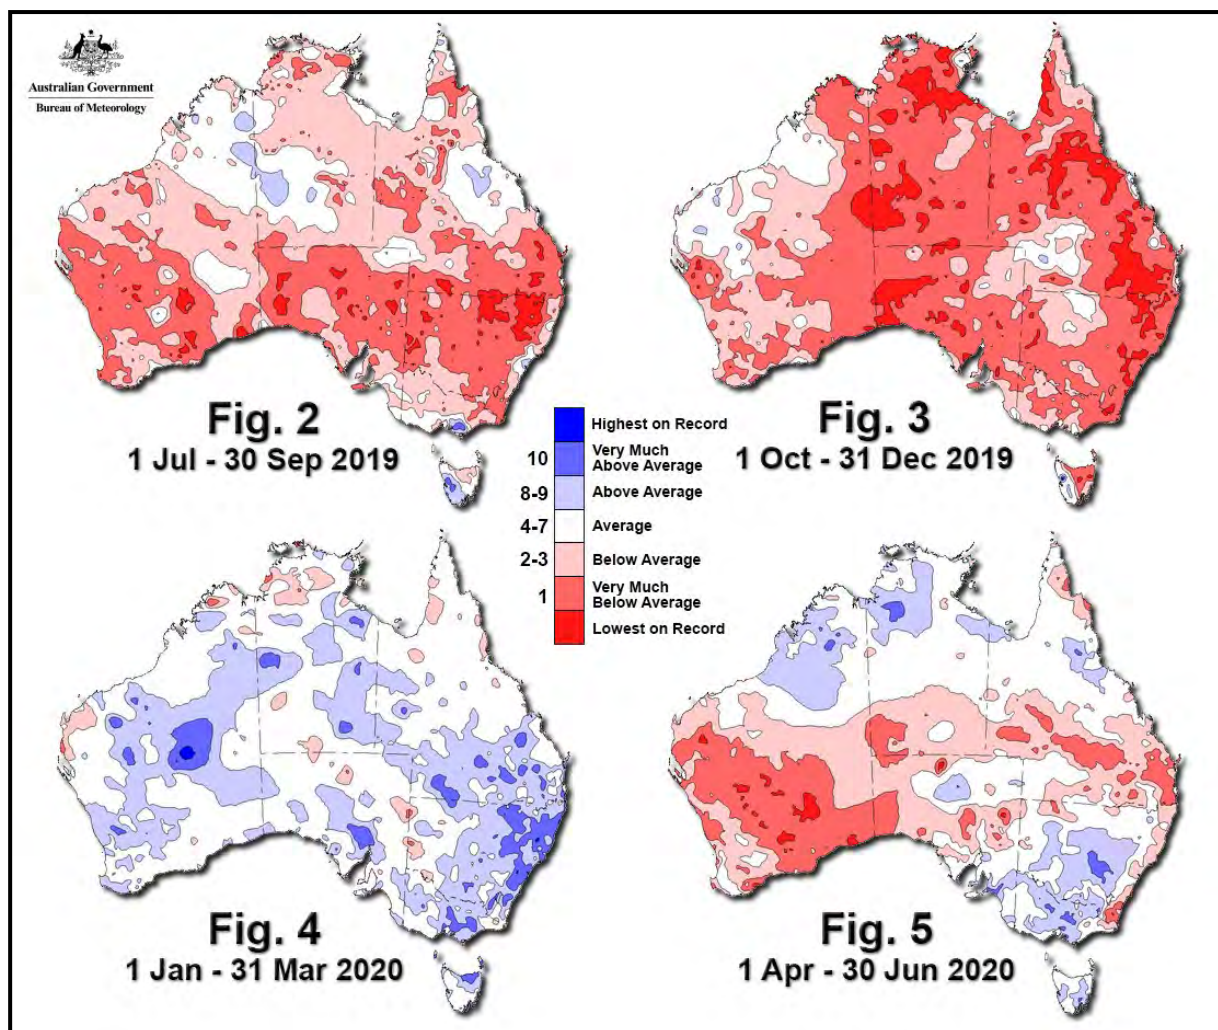 Australian Government
Bureau of Meteorology
Fig. 2
1 Jul - 30 Sep 2019
Fig. 3
1 Oct - 31 Dec 2019
Highest on Record
10 Very Much
Above Average
8-9 Above Average
4-7 Average
2-3 Below Average
1 Very Much
Below Average
Lowest on Record
Fig. 4
1 Jan - 31 Mar 2020
Fig. 5
1 Apr - 30 Jun 2020